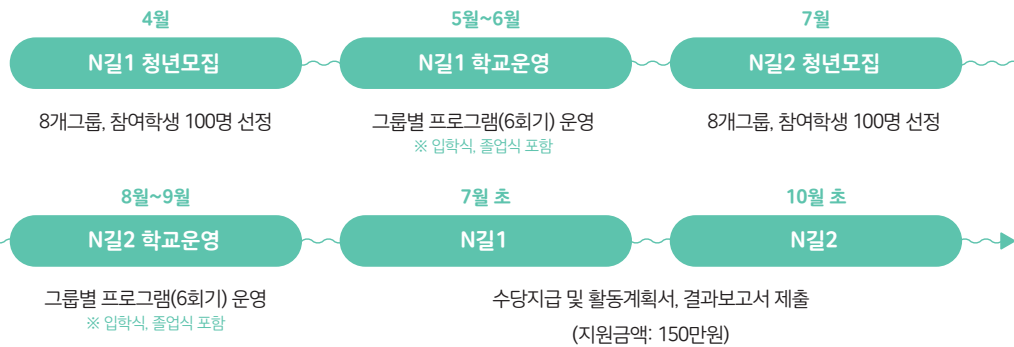 4월
5월~6월
7월
N길1 청년모집
N길1 학교운영
N길2 청년모집
8개그룹, 참여학생 100명 선정
그룹별 프로그램(6회기) 운영
※ 입학식, 졸업식 포함
8개그룹, 참여학생 100명 선정
8월~9월
7월 초
10월 초
N길2 학교운영
N길1
N길2
그룹별 프로그램(6회기) 운영
※ 입학식, 졸업식 포함
수당지급 및 활동계획서, 결과보고서 제출
(지원금액: 150만원)